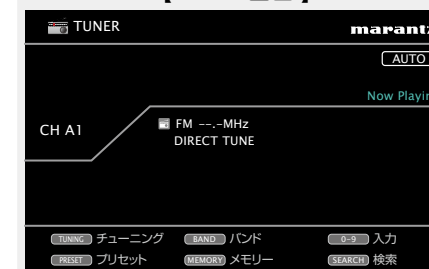 TUNER
marantz
AUTO
Now Playin
CH A1
FM --.-MHz
DIRECT TUNE
TUNING チューニング BAND バンド 0-9 入力
PRESET プリセット MEMORY メモリー SEARCH 検索